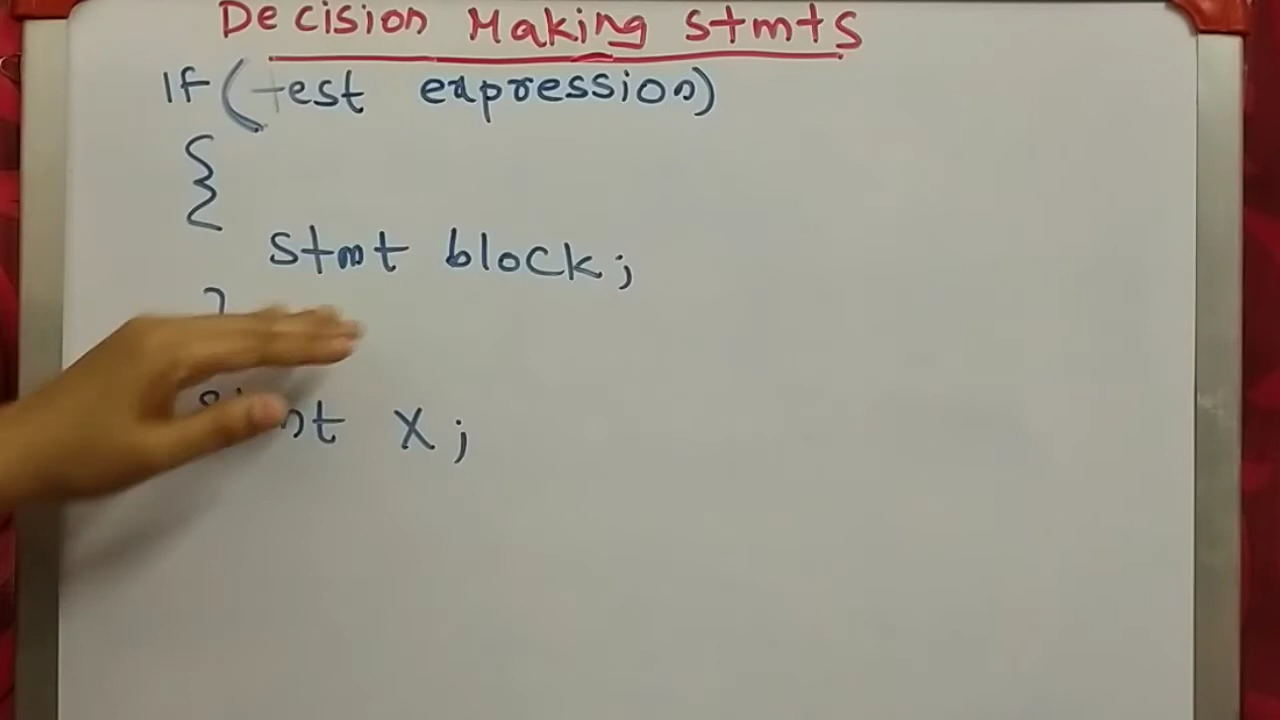 Decision Making stmts
If(test expression)
{
stmt block;
}
x;